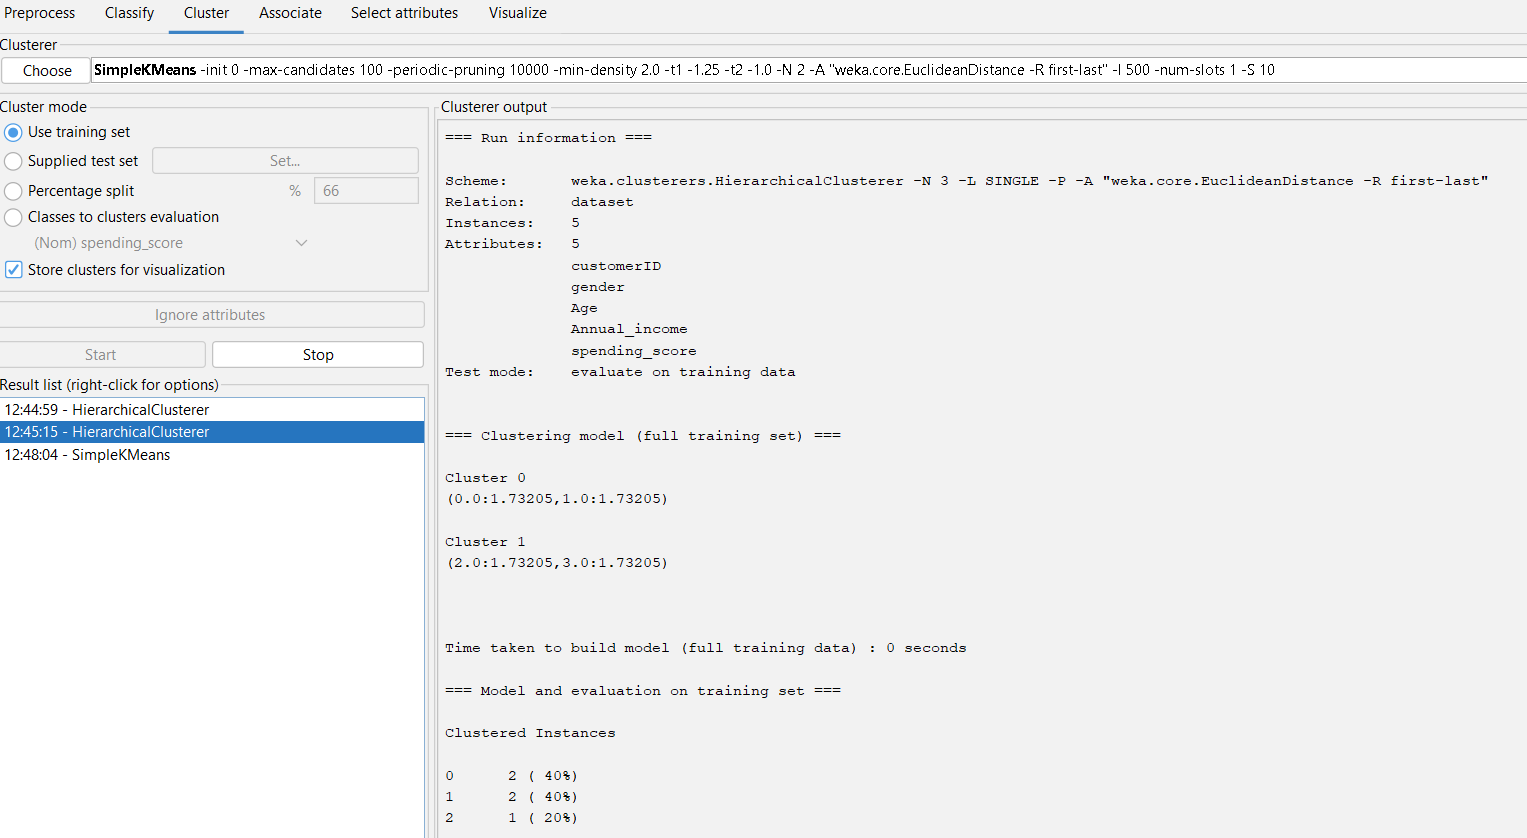 Preprocess Classify Cluster Associate Select attributes Visualize
Clusterer
Choose SimpleKMeans -init 0 -max-candidates 100 -periodic-pruning 10000 -min-density 2.0 -t1 -1.25 -t2 -1.0 -N 2 -A "weka.core.EuclideanDistance -R first-last" -I 500 -num-slots 1 -S 10
Cluster mode
Use training set
Supplied test set Set...
Percentage split % 66
Classes to clusters evaluation
(Nom) spending_score
Store clusters for visualization
Ignore attributes
Start Stop
Result list (right-click for options)
12:44:59 - HierarchicalClusterer
12:45:15 - HierarchicalClusterer
12:48:04 - SimpleKMeans
Clusterer output
=== Run information ===
Scheme: weka.clusterers.HierarchicalClusterer -N 3 -L SINGLE -P -A "weka.core.EuclideanDistance -R first-last"
Relation: dataset
Instances: 5
Attributes: 5
customerID
gender
Age
Annual_income
spending_score
Test mode: evaluate on training data
=== Clustering model (full training set) ===
Cluster 0
(0.0:1.73205,1.0:1.73205)
Cluster 1
(2.0:1.73205,3.0:1.73205)
Time taken to build model (full training data) : 0 seconds
=== Model and evaluation on training set ===
Clustered Instances
0 2 ( 40%)
1 2 ( 40%)
2 1 ( 20%)